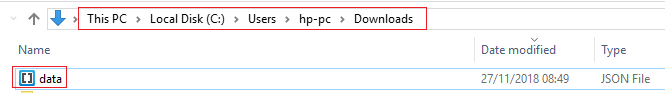 This PC > Local Disk (C:) > Users > hp-pc > Downloads
Name Date modified Type
data 27/11/2018 08:49 JSON File